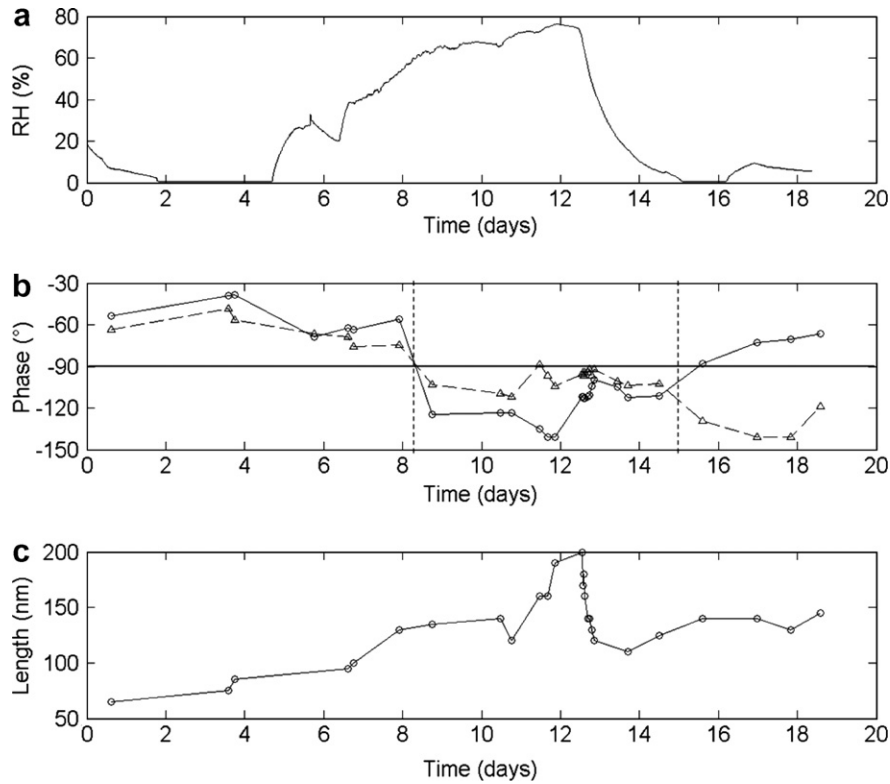 a
80
60
40
20
0
RH (%)
0 2 4 6 8 10 12 14 16 18 20
Time (days)
b
-30
-60
-90
-120
-150
Phase (°)
0 2 4 6 8 10 12 14 16 18 20
Time (days)
c
200
150
100
50
Length (nm)
0 2 4 6 8 10 12 14 16 18 20
Time (days)